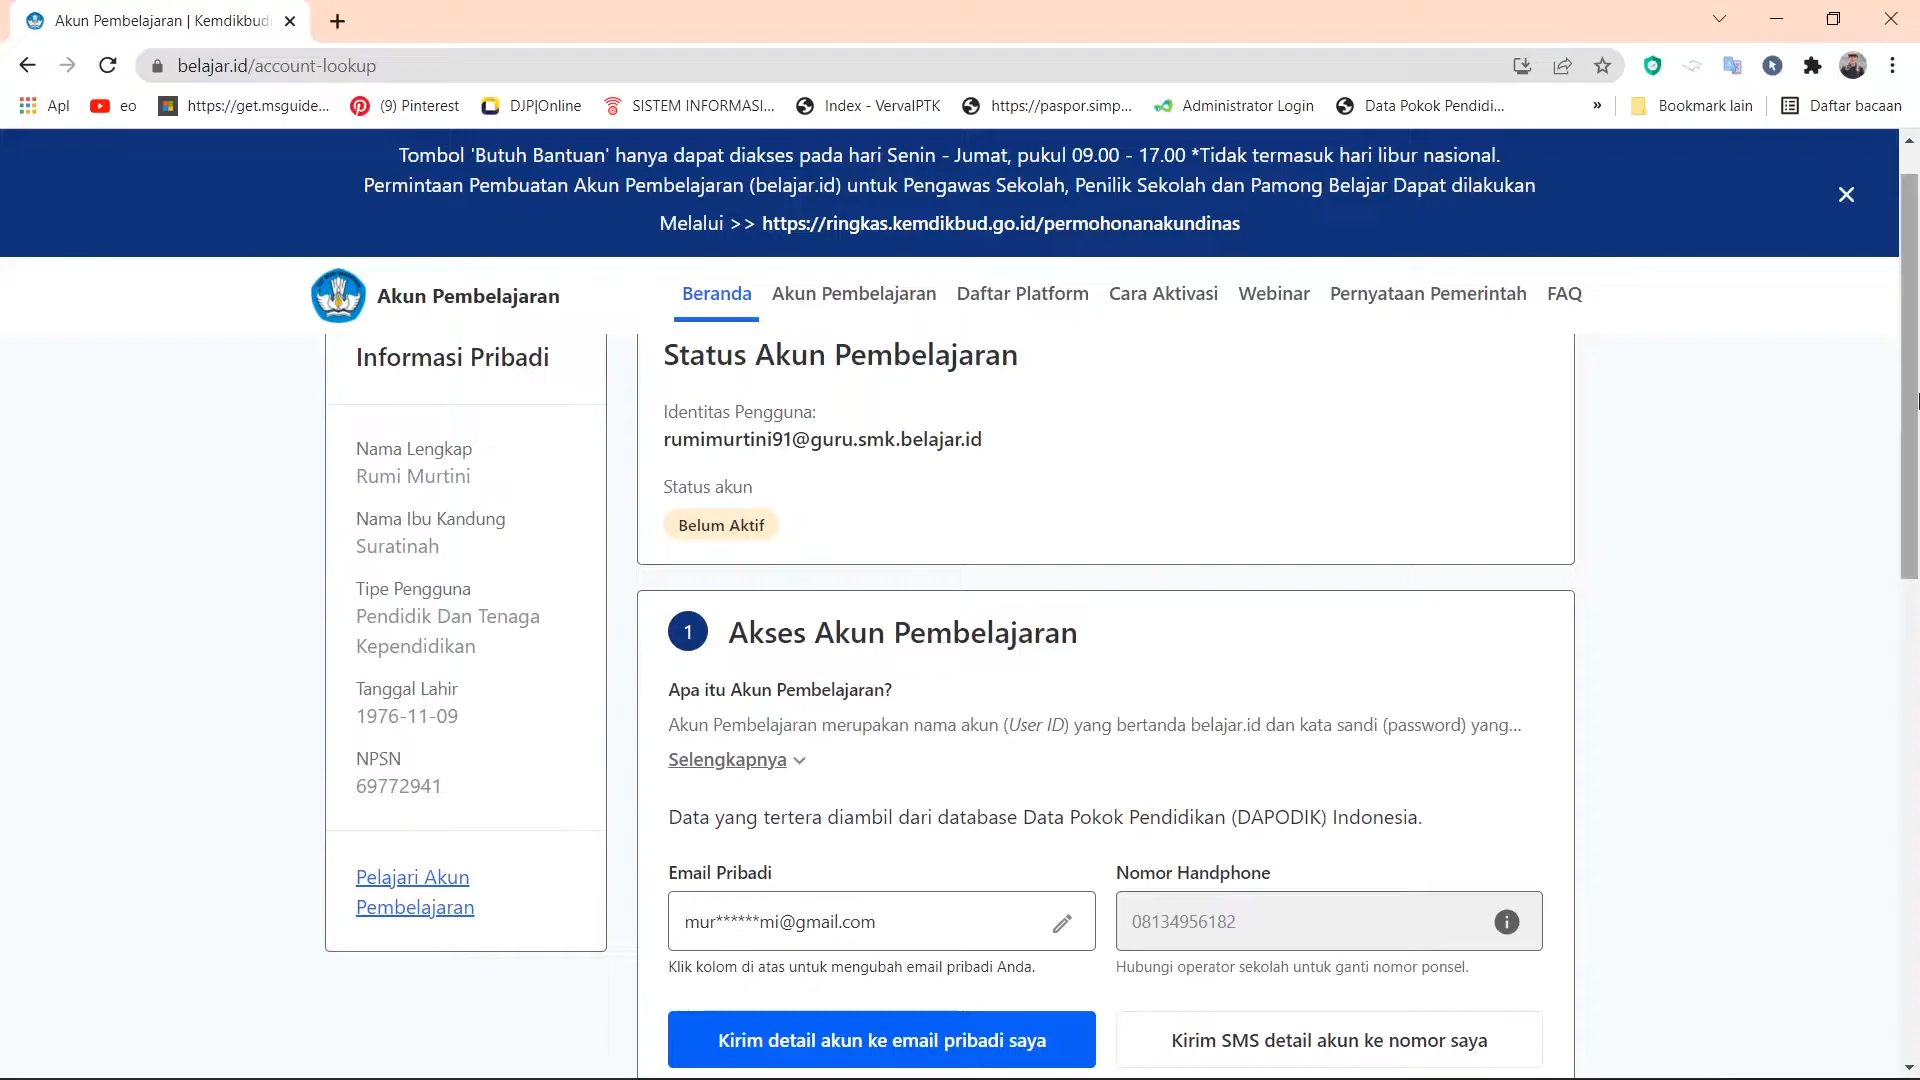 Akun Pembelajaran | Kemdikbud
belajar.id/account-lookup
Apl
eo
https://get.msguide...
(9) Pinterest
DJP|Online
SISTEM INFORMASI...
Index - VervalPTK
https://paspor.simp...
Administrator Login
Data Pokok Pendidi...
»
Bookmark lain
Daftar bacaan
Tombol 'Butuh Bantuan' hanya dapat diakses pada hari Senin - Jumat, pukul 09.00 - 17.00 *Tidak termasuk hari libur nasional.
Permintaan Pembuatan Akun Pembelajaran (belajar.id) untuk Pengawas Sekolah, Penilik Sekolah dan Pamong Belajar Dapat dilakukan
Melalui >> https://ringkas.kemdikbud.go.id/permohonanakundinas
Akun Pembelajaran
Beranda
Akun Pembelajaran
Daftar Platform
Cara Aktivasi
Webinar
Pernyataan Pemerintah
FAQ
Informasi Pribadi
Nama Lengkap
Rumi Murtini
Nama Ibu Kandung
Suratinah
Tipe Pengguna
Pendidik Dan Tenaga
Kependidikan
Tanggal Lahir
1976-11-09
NPSN
69772941
Pelajari Akun
Pembelajaran
Status Akun Pembelajaran
Identitas Pengguna:
rumimurtini91@guru.smk.belajar.id
Status akun
Belum Aktif
1
Akses Akun Pembelajaran
Apa itu Akun Pembelajaran?
Akun Pembelajaran merupakan nama akun (User ID) yang bertanda belajar.id dan kata sandi (password) yang...
Selengkapnya
Data yang tertera diambil dari database Data Pokok Pendidikan (DAPODIK) Indonesia.
Email Pribadi
mur******mi@gmail.com
Klik kolom di atas untuk mengubah email pribadi Anda.
Kirim detail akun ke email pribadi saya
Nomor Handphone
08134956182
Hubungi operator sekolah untuk ganti nomor ponsel.
Kirim SMS detail akun ke nomor saya